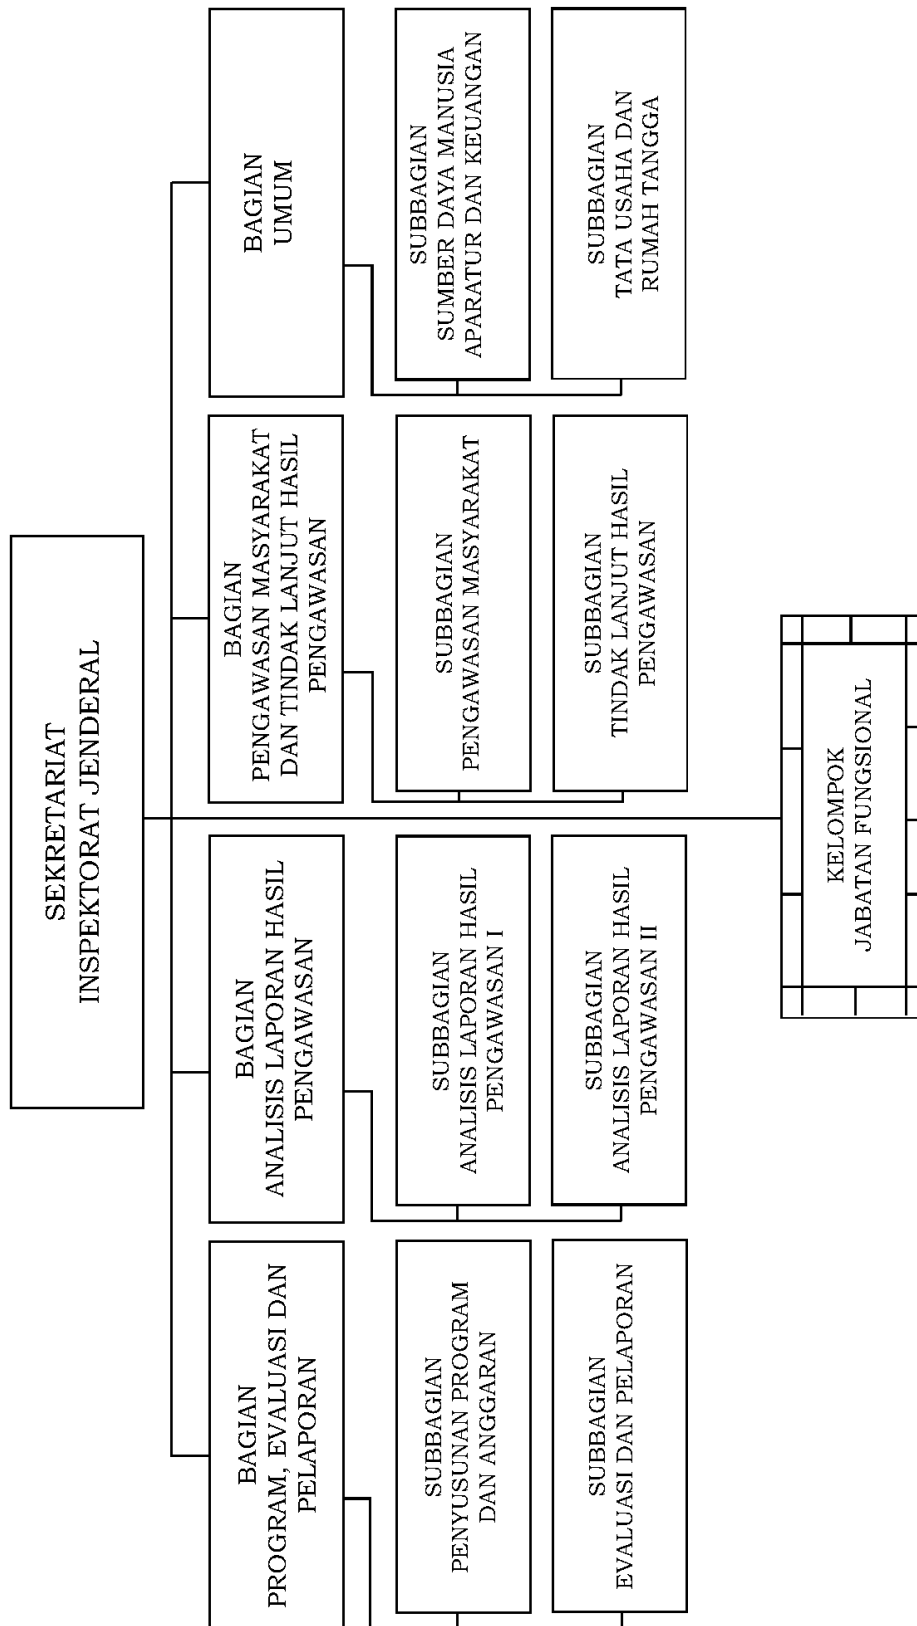 SEKRETARIAT
INSPEKTORAT JENDERAL
BAGIAN
PROGRAM, EVALUASI DAN
PELAPORAN
BAGIAN
ANALISIS LAPORAN HASIL
PENGAWASAN
BAGIAN
PENGAWASAN MASYARAKAT
DAN TINDAK LANJUT HASIL
PENGAWASAN
BAGIAN
UMUM
SUBBAGIAN
PENYUSUNAN PROGRAM
DAN ANGGARAN
SUBBAGIAN
ANALISIS LAPORAN HASIL
PENGAWASAN I
SUBBAGIAN
PENGAWASAN MASYARAKAT
SUBBAGIAN
SUMBER DAYA MANUSIA
APARATUR DAN KEUANGAN
SUBBAGIAN
EVALUASI DAN PELAPORAN
SUBBAGIAN
ANALISIS LAPORAN HASIL
PENGAWASAN II
SUBBAGIAN
TINDAK LANJUT HASIL
PENGAWASAN
SUBBAGIAN
TATA USAHA DAN
RUMAH TANGGA
KELOMPOK
JABATAN FUNGSIONAL